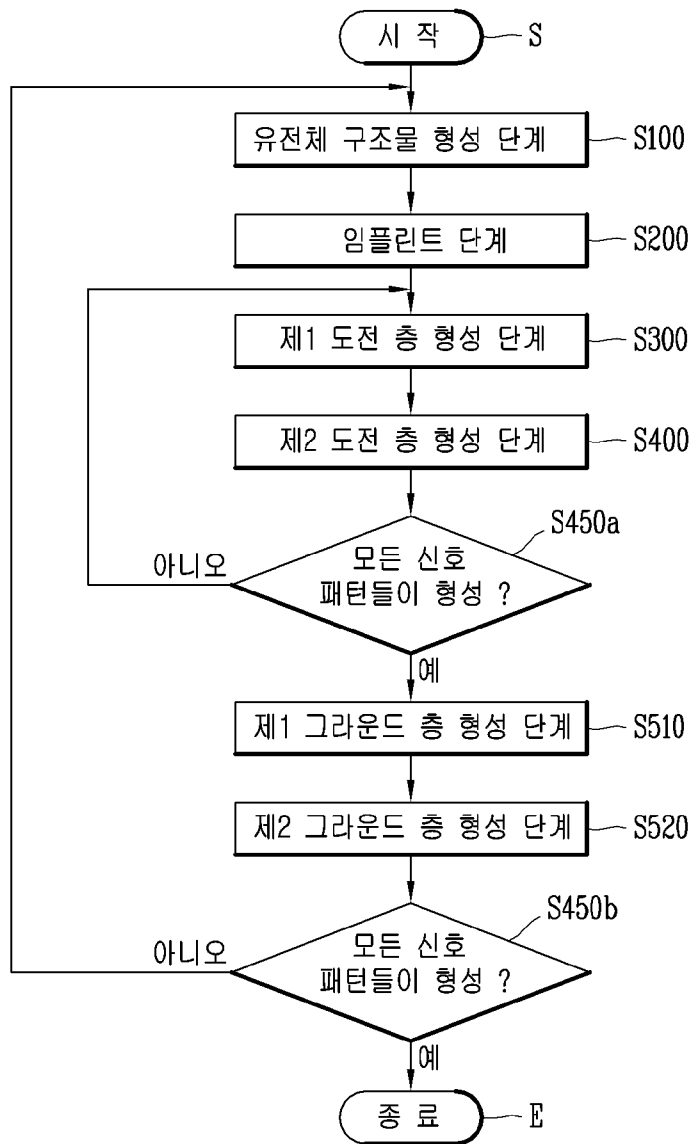 시 작 S
유전체 구조물 형성 단계 S100
임플린트 단계 S200
제1 도전 층 형성 단계 S300
제2 도전 층 형성 단계 S400
S450a
아니오
모든 신호
패턴들이 형성 ?
예
제1 그라운드 층 형성 단계 S510
제2 그라운드 층 형성 단계 S520
S450b
아니오
모든 신호
패턴들이 형성 ?
예
종 료 E